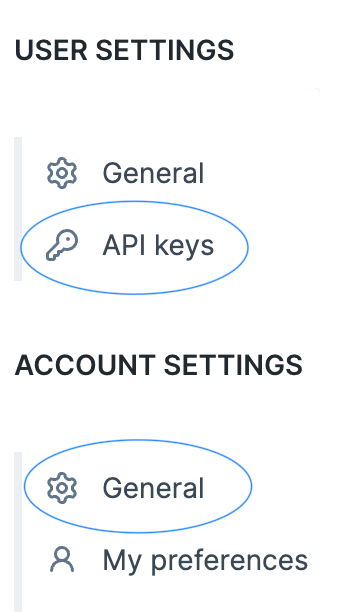 USER SETTINGS
General
API keys
ACCOUNT SETTINGS
General
My preferences